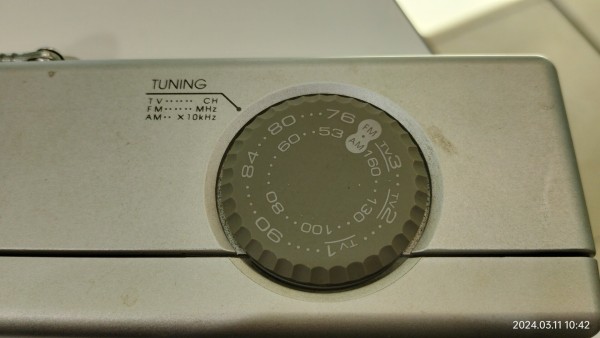 TUNING
TV······ CH
FM······ MHz
AM·· X10kHz
76
80
84
90
TV1
TV2
TV3
FM
AM
53
60
80
100
130
160
2024.03.11 10:42